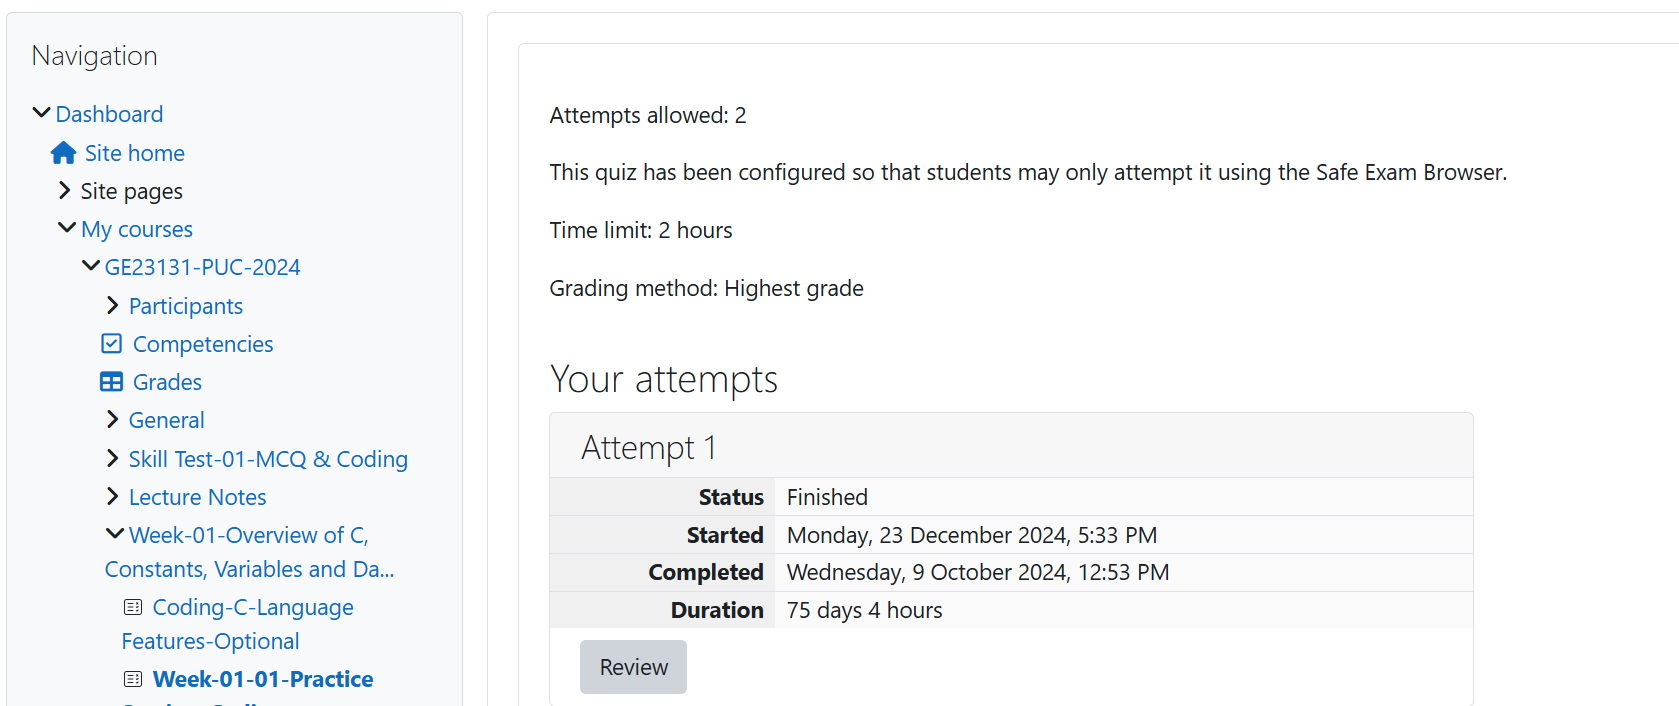 Navigation
Dashboard
Site home
Site pages
My courses
GE23131-PUC-2024
Participants
Competencies
Grades
General
Skill Test-01-MCQ & Coding
Lecture Notes
Week-01-Overview of C,
Constants, Variables and Da...
Coding-C-Language
Features-Optional
Week-01-01-Practice
Attempts allowed: 2
This quiz has been configured so that students may only attempt it using the Safe Exam Browser.
Time limit: 2 hours
Grading method: Highest grade
Your attempts
Attempt 1
Status Finished
Started Monday, 23 December 2024, 5:33 PM
Completed Wednesday, 9 October 2024, 12:53 PM
Duration 75 days 4 hours
Review